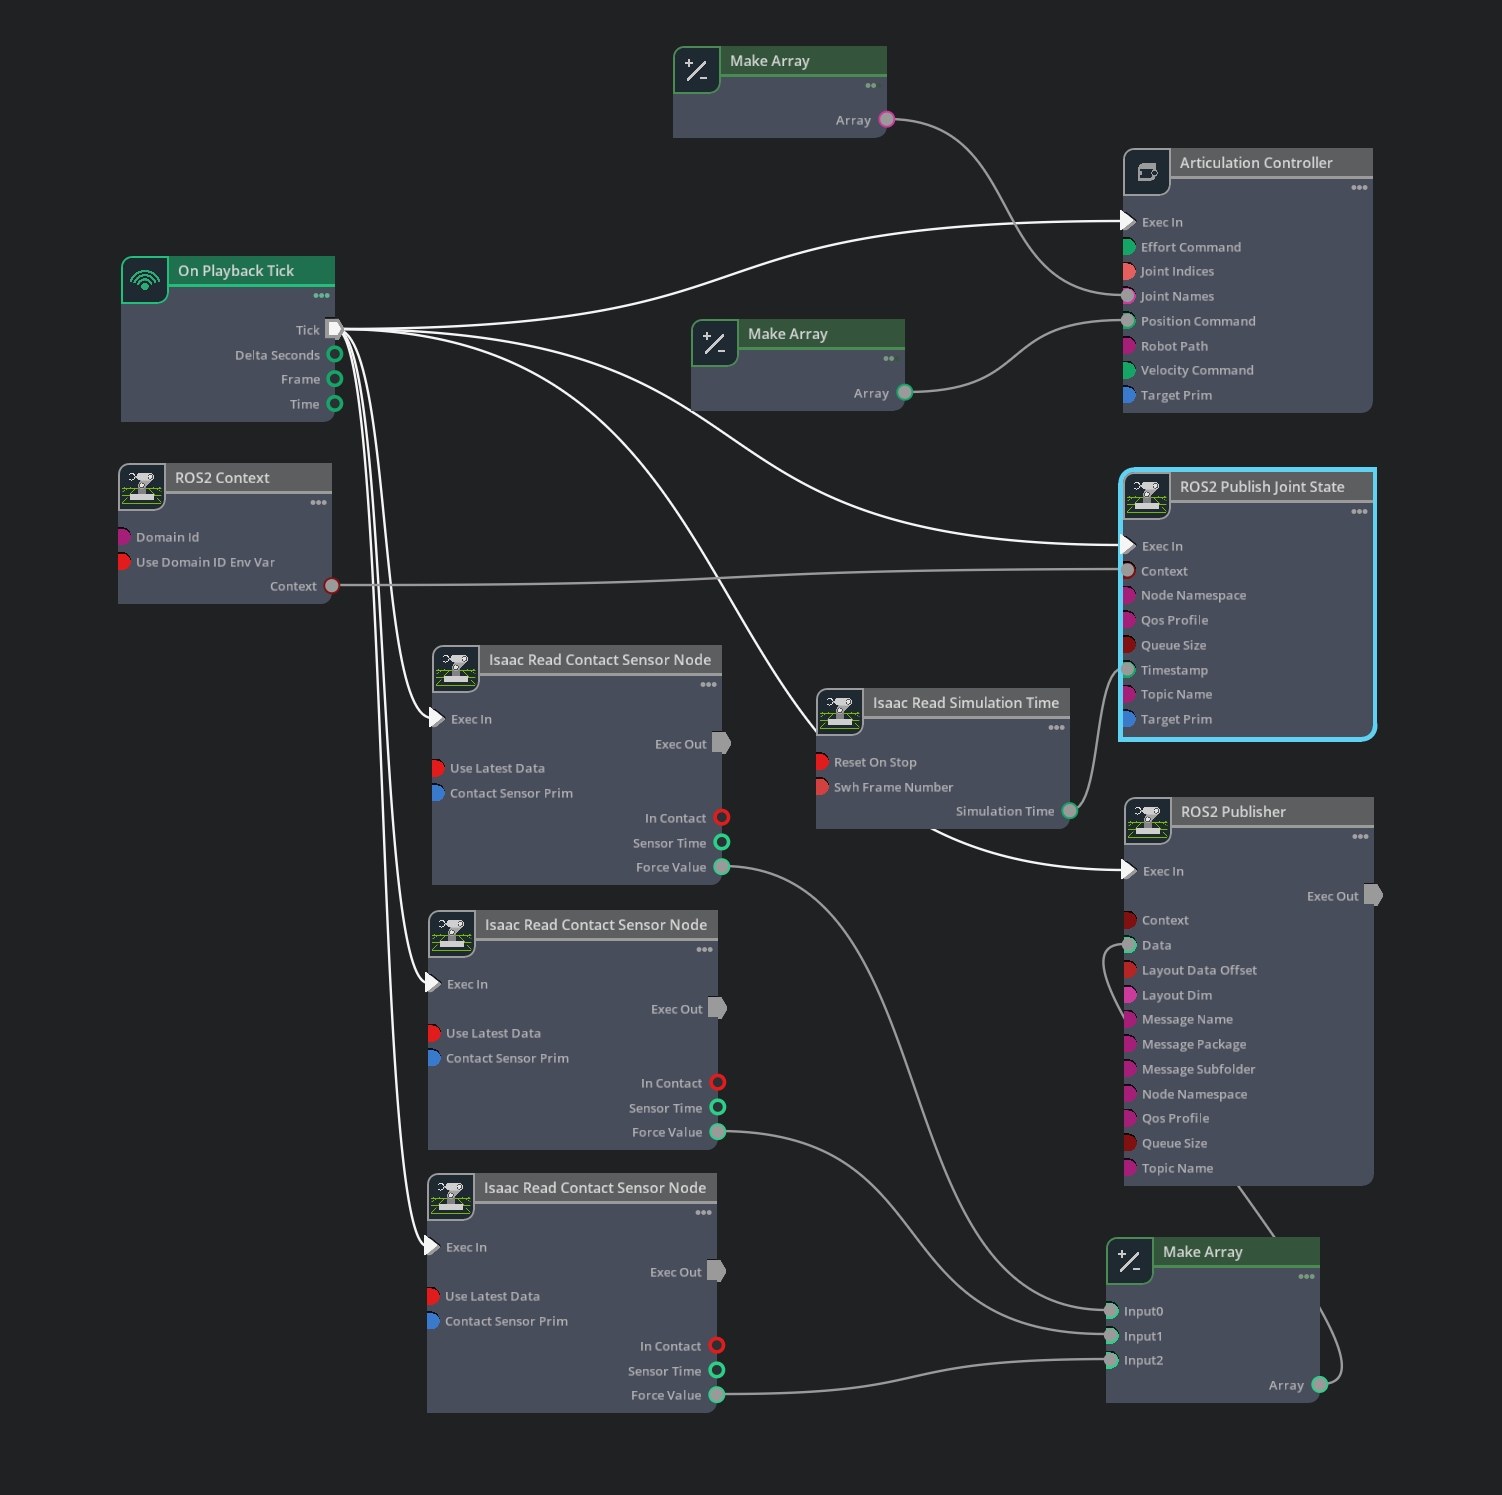 Make Array
Array
Articulation Controller
Exec In
Effort Command
Joint Indices
Joint Names
Position Command
Robot Path
Velocity Command
Target Prim
On Playback Tick
Tick
Delta Seconds
Frame
Time
Make Array
Array
ROS2 Context
Domain Id
Use Domain ID Env Var
Context
ROS2 Publish Joint State
Exec In
Context
Node Namespace
Qos Profile
Queue Size
Timestamp
Topic Name
Target Prim
Isaac Read Contact Sensor Node
Exec In
Exec Out
Use Latest Data
Contact Sensor Prim
In Contact
Sensor Time
Force Value
Isaac Read Simulation Time
Reset On Stop
Swh Frame Number
Simulation Time
ROS2 Publisher
Exec In
Exec Out
Context
Data
Layout Data Offset
Layout Dim
Message Name
Message Package
Message Subfolder
Node Namespace
Qos Profile
Queue Size
Topic Name
Isaac Read Contact Sensor Node
Exec In
Exec Out
Use Latest Data
Contact Sensor Prim
In Contact
Sensor Time
Force Value
Isaac Read Contact Sensor Node
Exec In
Exec Out
Use Latest Data
Contact Sensor Prim
In Contact
Sensor Time
Force Value
Make Array
Input0
Input1
Input2
Array